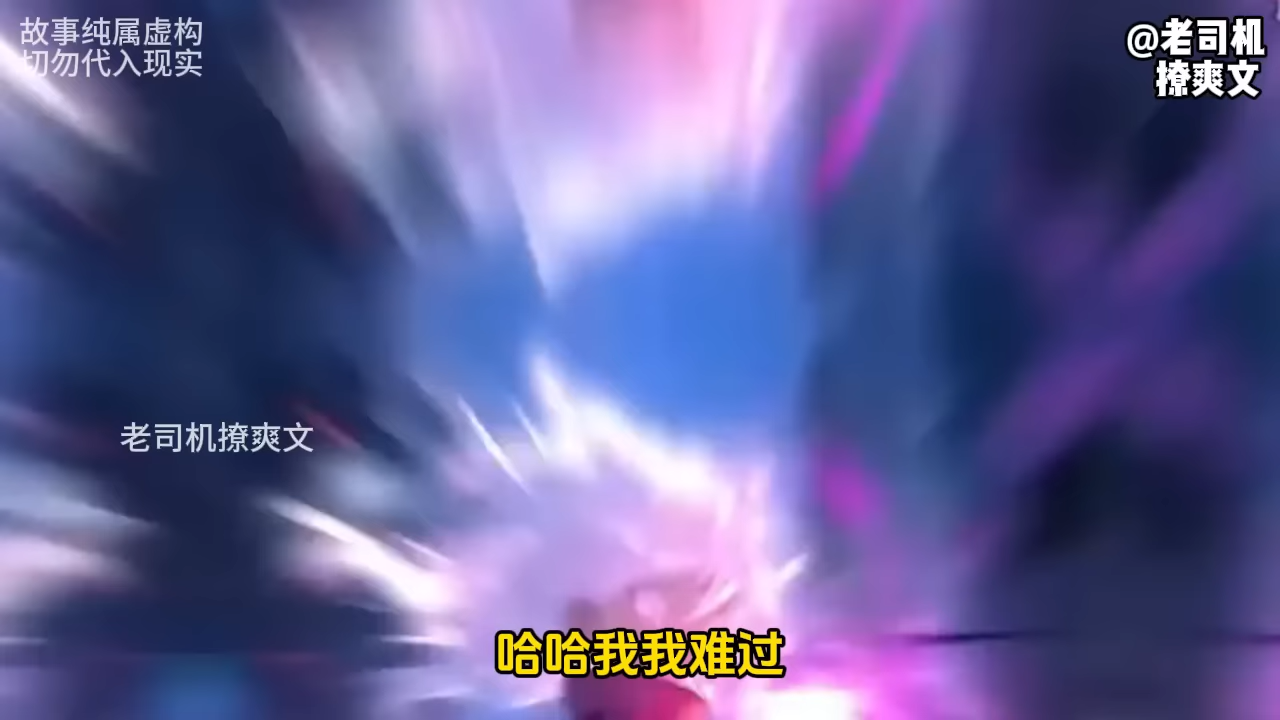 故事纯属虚构
切勿代入现实
@老司机
撩爽文
老司机撩爽文
哈哈我我难过